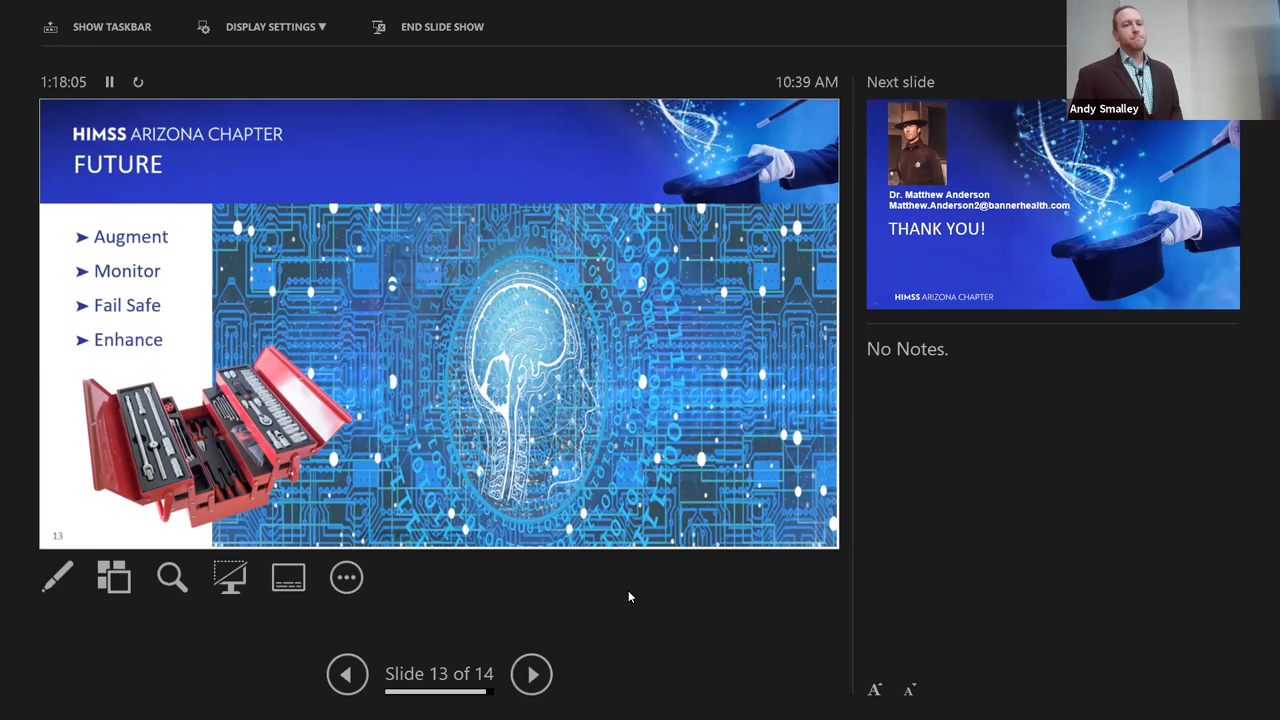 SHOW TASKBAR
DISPLAY SETTINGS ▼
END SLIDE SHOW
1:18:05
10:39 AM
Next slide
Andy Smalley
HIMSS ARIZONA CHAPTER
FUTURE
➤ Augment
➤ Monitor
➤ Fail Safe
➤ Enhance
13
Dr. Matthew Anderson
Matthew.Anderson2@bannerhealth.com
THANK YOU!
HIMSS ARIZONA CHAPTER
No Notes.
Slide 13 of 14
A A